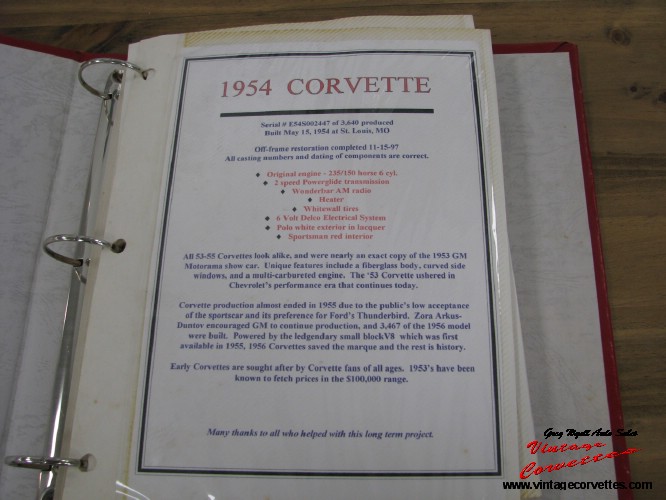 1954 CORVETTE
Serial # E54S002447 of 3,640 produced
Built May 15, 1954 at St. Louis, MO
Off-frame restoration completed 11-15-97
All casting numbers and dating of components are correct.
◆ Original engine - 235/150 horse 6 cyl.
◆ 2 speed Powerglide transmission
◆ Wonderbar AM radio
◆ Heater
◆ Whitewall tires
◆ 6 Volt Delco Electrical System
◆ Polo white exterior in lacquer
◆ Sportsman red interior
All 53-55 Corvettes look alike, and were nearly an exact copy of the 1953 GM
Motorama show car. Unique features include a fiberglass body, curved side
windows, and a multi-carbureted engine. The '53 Corvette ushered in
Chevrolet's performance era that continues today.
Corvette production almost ended in 1955 due to the public's low acceptance
of the sportscar and its preference for Ford's Thunderbird. Zora Arkus-
Duntov encouraged GM to continue production, and 3,467 of the 1956 model
were built. Powered by the ledgendary small blockV8 which was first
available in 1955, 1956 Corvettes saved the marque and the rest is history.
Early Corvettes are sought after by Corvette fans of all ages. 1953's have been
known to fetch prices in the $100,000 range.
Many thanks to all who helped with this long term project.
Greg Wyatt Auto Sales
Vintage
Corvettes
www.vintagecorvettes.com